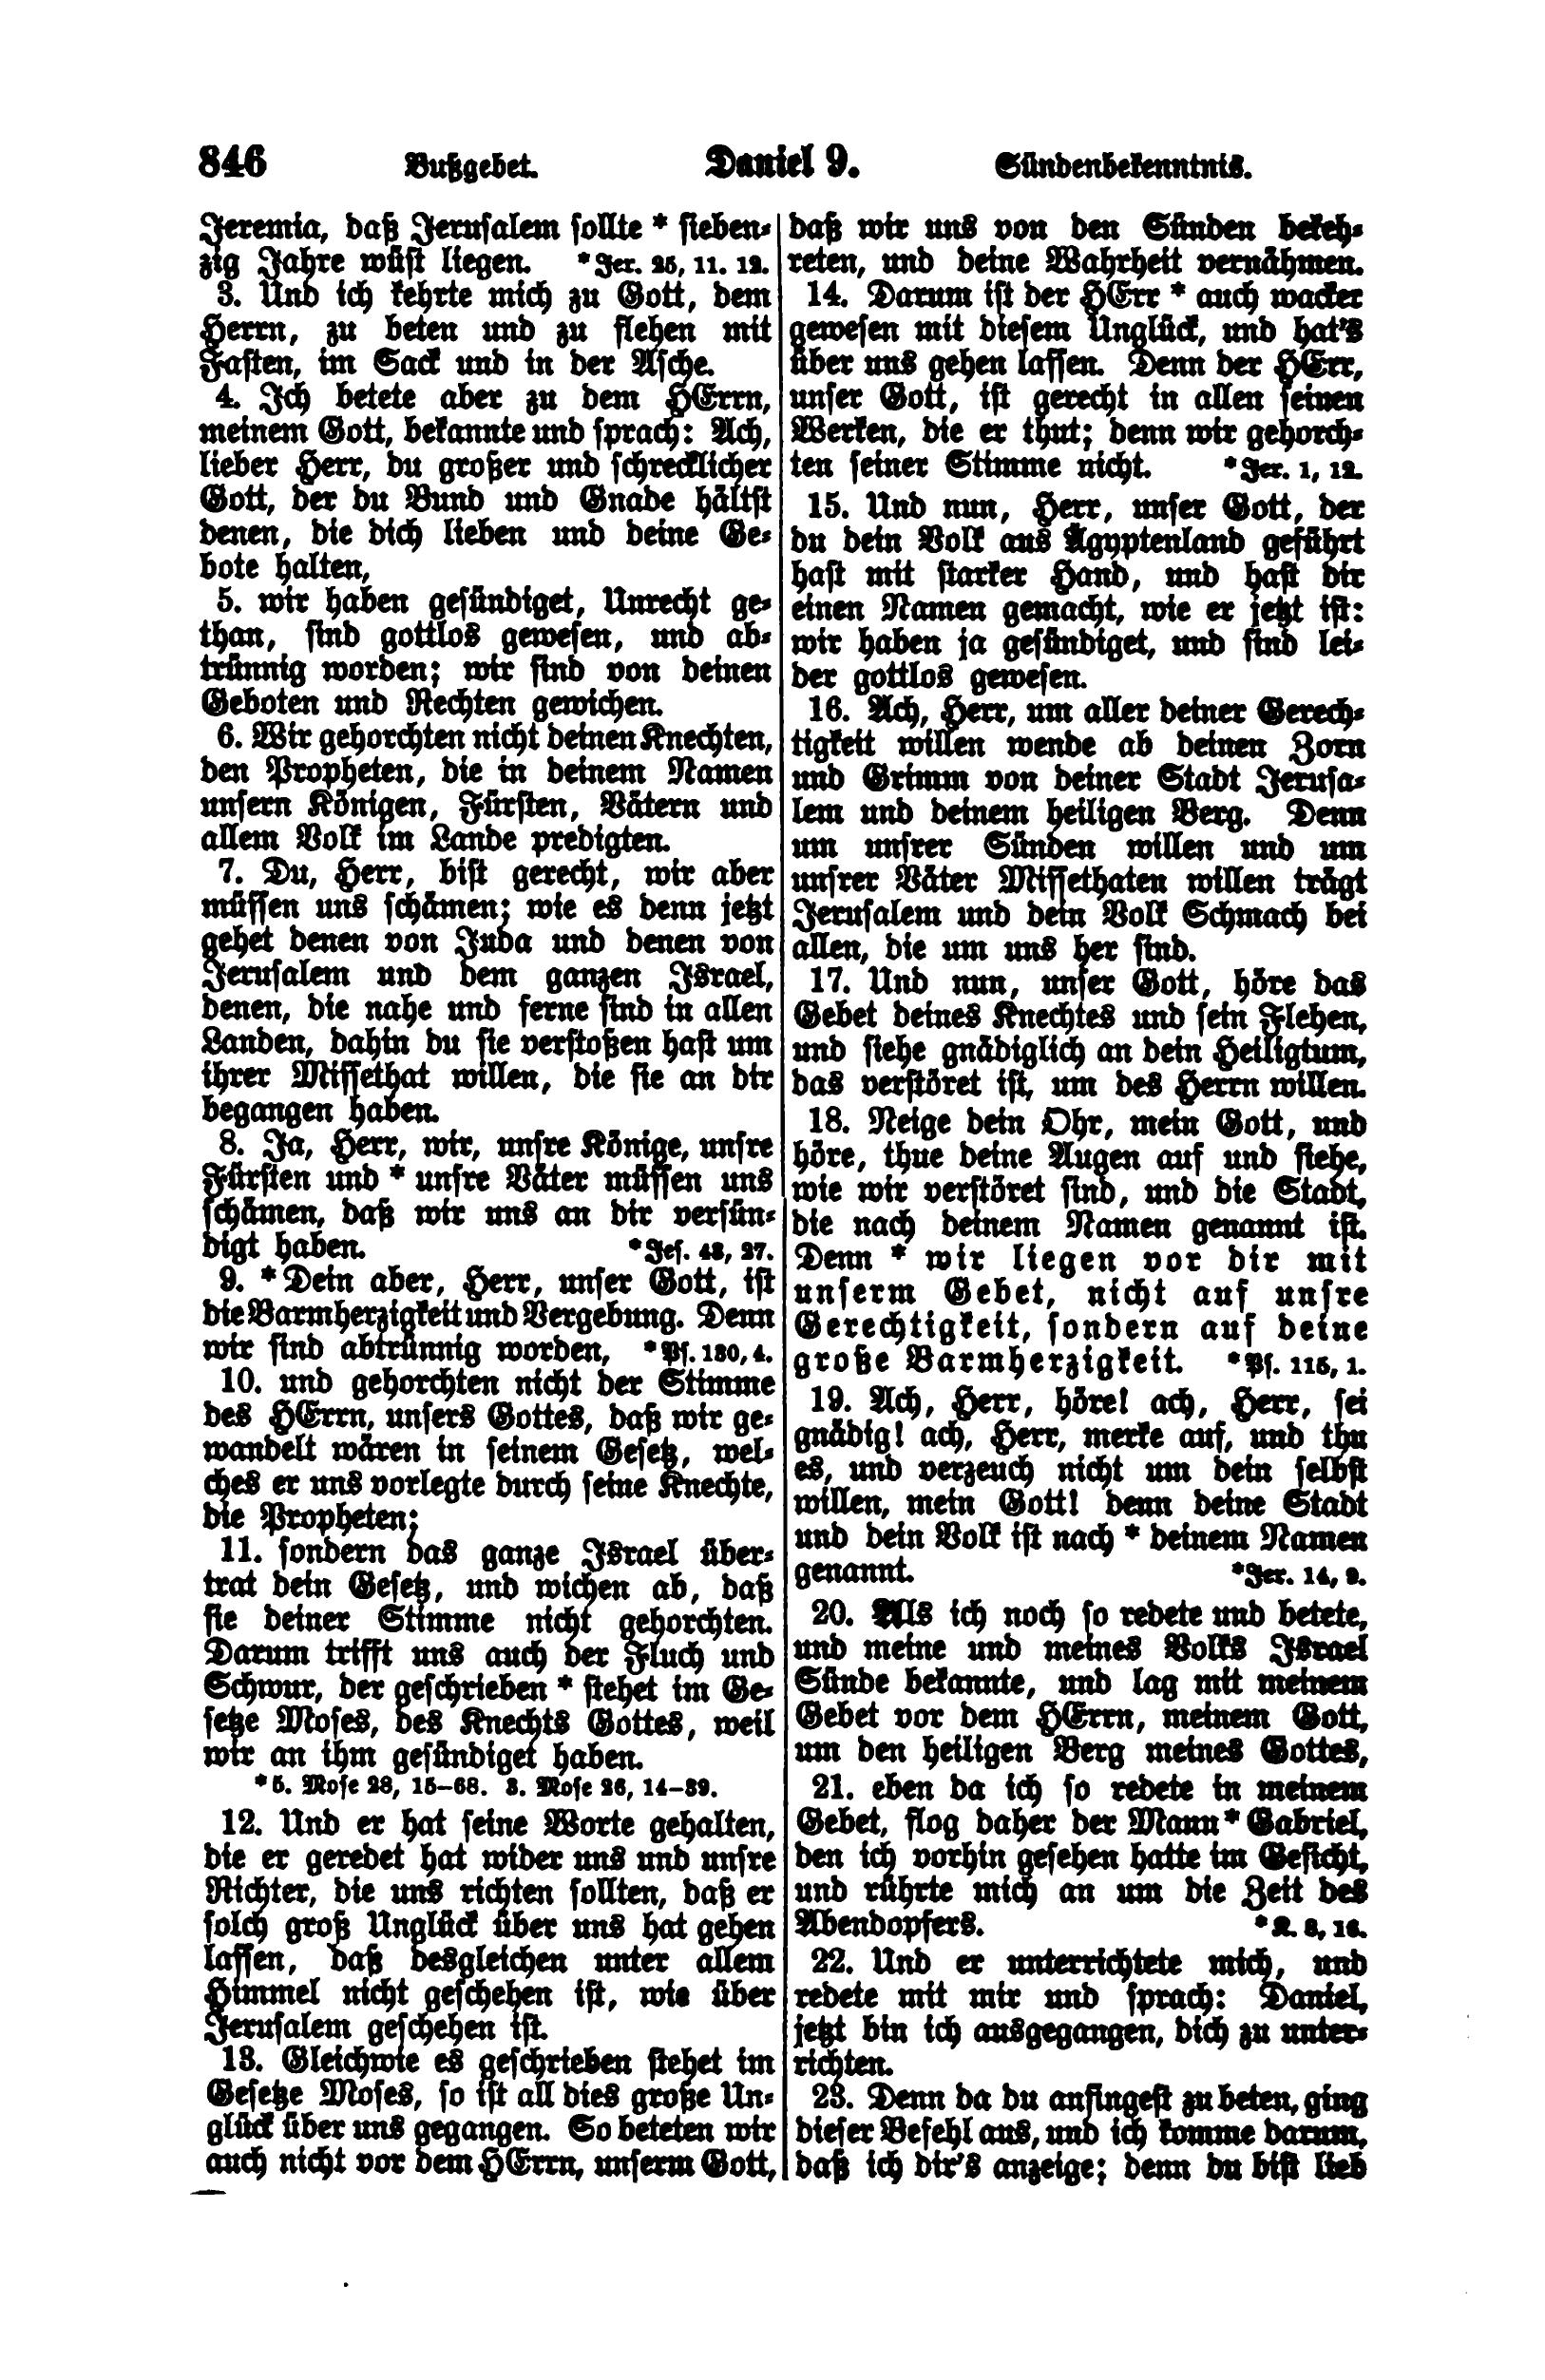 846 Bußgebet. Daniel 9. Sündenbekenntnis.
Jeremia, daß Jerusalem sollte * sieben-
zig Jahre wüst liegen. *Jer. 25, 11. 12.
3. Und ich kehrte mich zu Gott, dem
Herrn, zu beten und zu flehen mit
Fasten, im Sack und in der Asche.
4. Ich betete aber zu dem HErrn,
meinem Gott, bekannte und sprach: Ach,
lieber Herr, du großer und schrecklicher
Gott, der du Bund und Gnade hältst
denen, die dich lieben und deine Ge-
bote halten,
5. wir haben gesündiget, Unrecht ge-
than, sind gottlos gewesen, und ab-
trünnig worden; wir sind von deinen
Geboten und Rechten gewichen.
6. Wir gehorchten nicht deinen Knechten,
den Propheten, die in deinem Namen
unsern Königen, Fürsten, Vätern und
allem Volk im Lande predigten.
7. Du, Herr, bist gerecht, wir aber
müssen uns schämen; wie es denn jetzt
gehet denen von Juda und denen von
Jerusalem und dem ganzen Israel,
denen, die nahe und ferne sind in allen
Landen, dahin du sie verstoßen hast um
ihrer Missethat willen, die sie an dir
begangen haben.
8. Ja, Herr, wir, unsre Könige, unsre
Fürsten und * unsre Väter müssen uns
schämen, daß wir uns an dir versün-
digt haben. *Jes. 43, 27.
9. * Dein aber, Herr, unser Gott, ist
die Barmherzigkeit und Vergebung. Denn
wir sind abtrünnig worden, *Ps. 130, 4.
10. und gehorchten nicht der Stimme
des HErrn, unsers Gottes, daß wir ge-
wandelt wären in seinem Gesetz, wel-
ches er uns vorlegte durch seine Knechte,
die Propheten;
11. sondern das ganze Israel über-
trat dein Gesetz, und wichen ab, daß
sie deiner Stimme nicht gehorchten.
Darum trifft uns auch der Fluch und
Schwur, der geschrieben * stehet im Ge-
setze Moses, des Knechts Gottes, weil
wir an ihm gesündiget haben.
*5. Mose 28, 15–68. 3. Mose 26, 14–39.
12. Und er hat seine Worte gehalten,
die er geredet hat wider uns und unsre
Richter, die uns richten sollten, daß er
solch groß Unglück über uns hat gehen
lassen, daß desgleichen unter allem
Himmel nicht geschehen ist, wie über
Jerusalem geschehen ist.
13. Gleichwie es geschrieben stehet im
Gesetze Moses, so ist all dies große Un-
glück über uns gegangen. So beteten wir
auch nicht vor dem HErrn, unserm Gott,
daß wir uns von den Sünden bekeh-
reten, und deine Wahrheit vernähmen.
14. Darum ist der HErr * auch wacker
gewesen mit diesem Unglück, und hat's
über uns gehen lassen. Denn der HErr,
unser Gott, ist gerecht in allen seinen
Werken, die er thut; denn wir gehorch-
ten seiner Stimme nicht. *Jer. 1, 12.
15. Und nun, Herr, unser Gott, der
du dein Volk aus Ägyptenland geführt
hast mit starker Hand, und hast dir
einen Namen gemacht, wie er jetzt ist:
wir haben ja gesündiget, und sind lei-
der gottlos gewesen.
16. Ach, Herr, um aller deiner Gerech-
tigkeit willen wende ab deinen Zorn
und Grimm von deiner Stadt Jerusa-
lem und deinem heiligen Berg. Denn
um unsrer Sünden willen und um
unsrer Väter Missethaten willen trägt
Jerusalem und dein Volk Schmach bei
allen, die um uns her sind.
17. Und nun, unser Gott, höre das
Gebet deines Knechtes und sein Flehen,
und siehe gnädiglich an dein Heiligtum,
das verstöret ist, um des Herrn willen.
18. Neige dein Ohr, mein Gott, und
höre, thue deine Augen auf und siehe,
wie wir verstöret sind, und die Stadt,
die nach deinem Namen genannt ist.
Denn * wir liegen vor dir mit
unserm Gebet, nicht auf unsre
Gerechtigkeit, sondern auf deine
große Barmherzigkeit. *Ps. 115, 1.
19. Ach, Herr, höre! ach, Herr, sei
gnädig! ach, Herr, merke auf, und thu
es, und verzeuch nicht um dein selbst
willen, mein Gott! denn deine Stadt
und dein Volk ist nach * deinem Namen
genannt. *Jer. 14, 9.
20. Als ich noch so redete und betete,
und meine und meines Volks Israel
Sünde bekannte, und lag mit meinem
Gebet vor dem HErrn, meinem Gott,
um den heiligen Berg meines Gottes,
21. eben da ich so redete in meinem
Gebet, flog daher der Mann * Gabriel,
den ich vorhin gesehen hatte im Gesicht,
und rührte mich an um die Zeit des
Abendopfers. *K. 8, 16.
22. Und er unterrichtete mich, und
redete mit mir und sprach: Daniel,
jetzt bin ich ausgegangen, dich zu unter-
richten.
23. Denn da du anfingest zu beten, ging
dieser Befehl aus, und ich komme darum,
daß ich dir's anzeige; denn du bist lieb